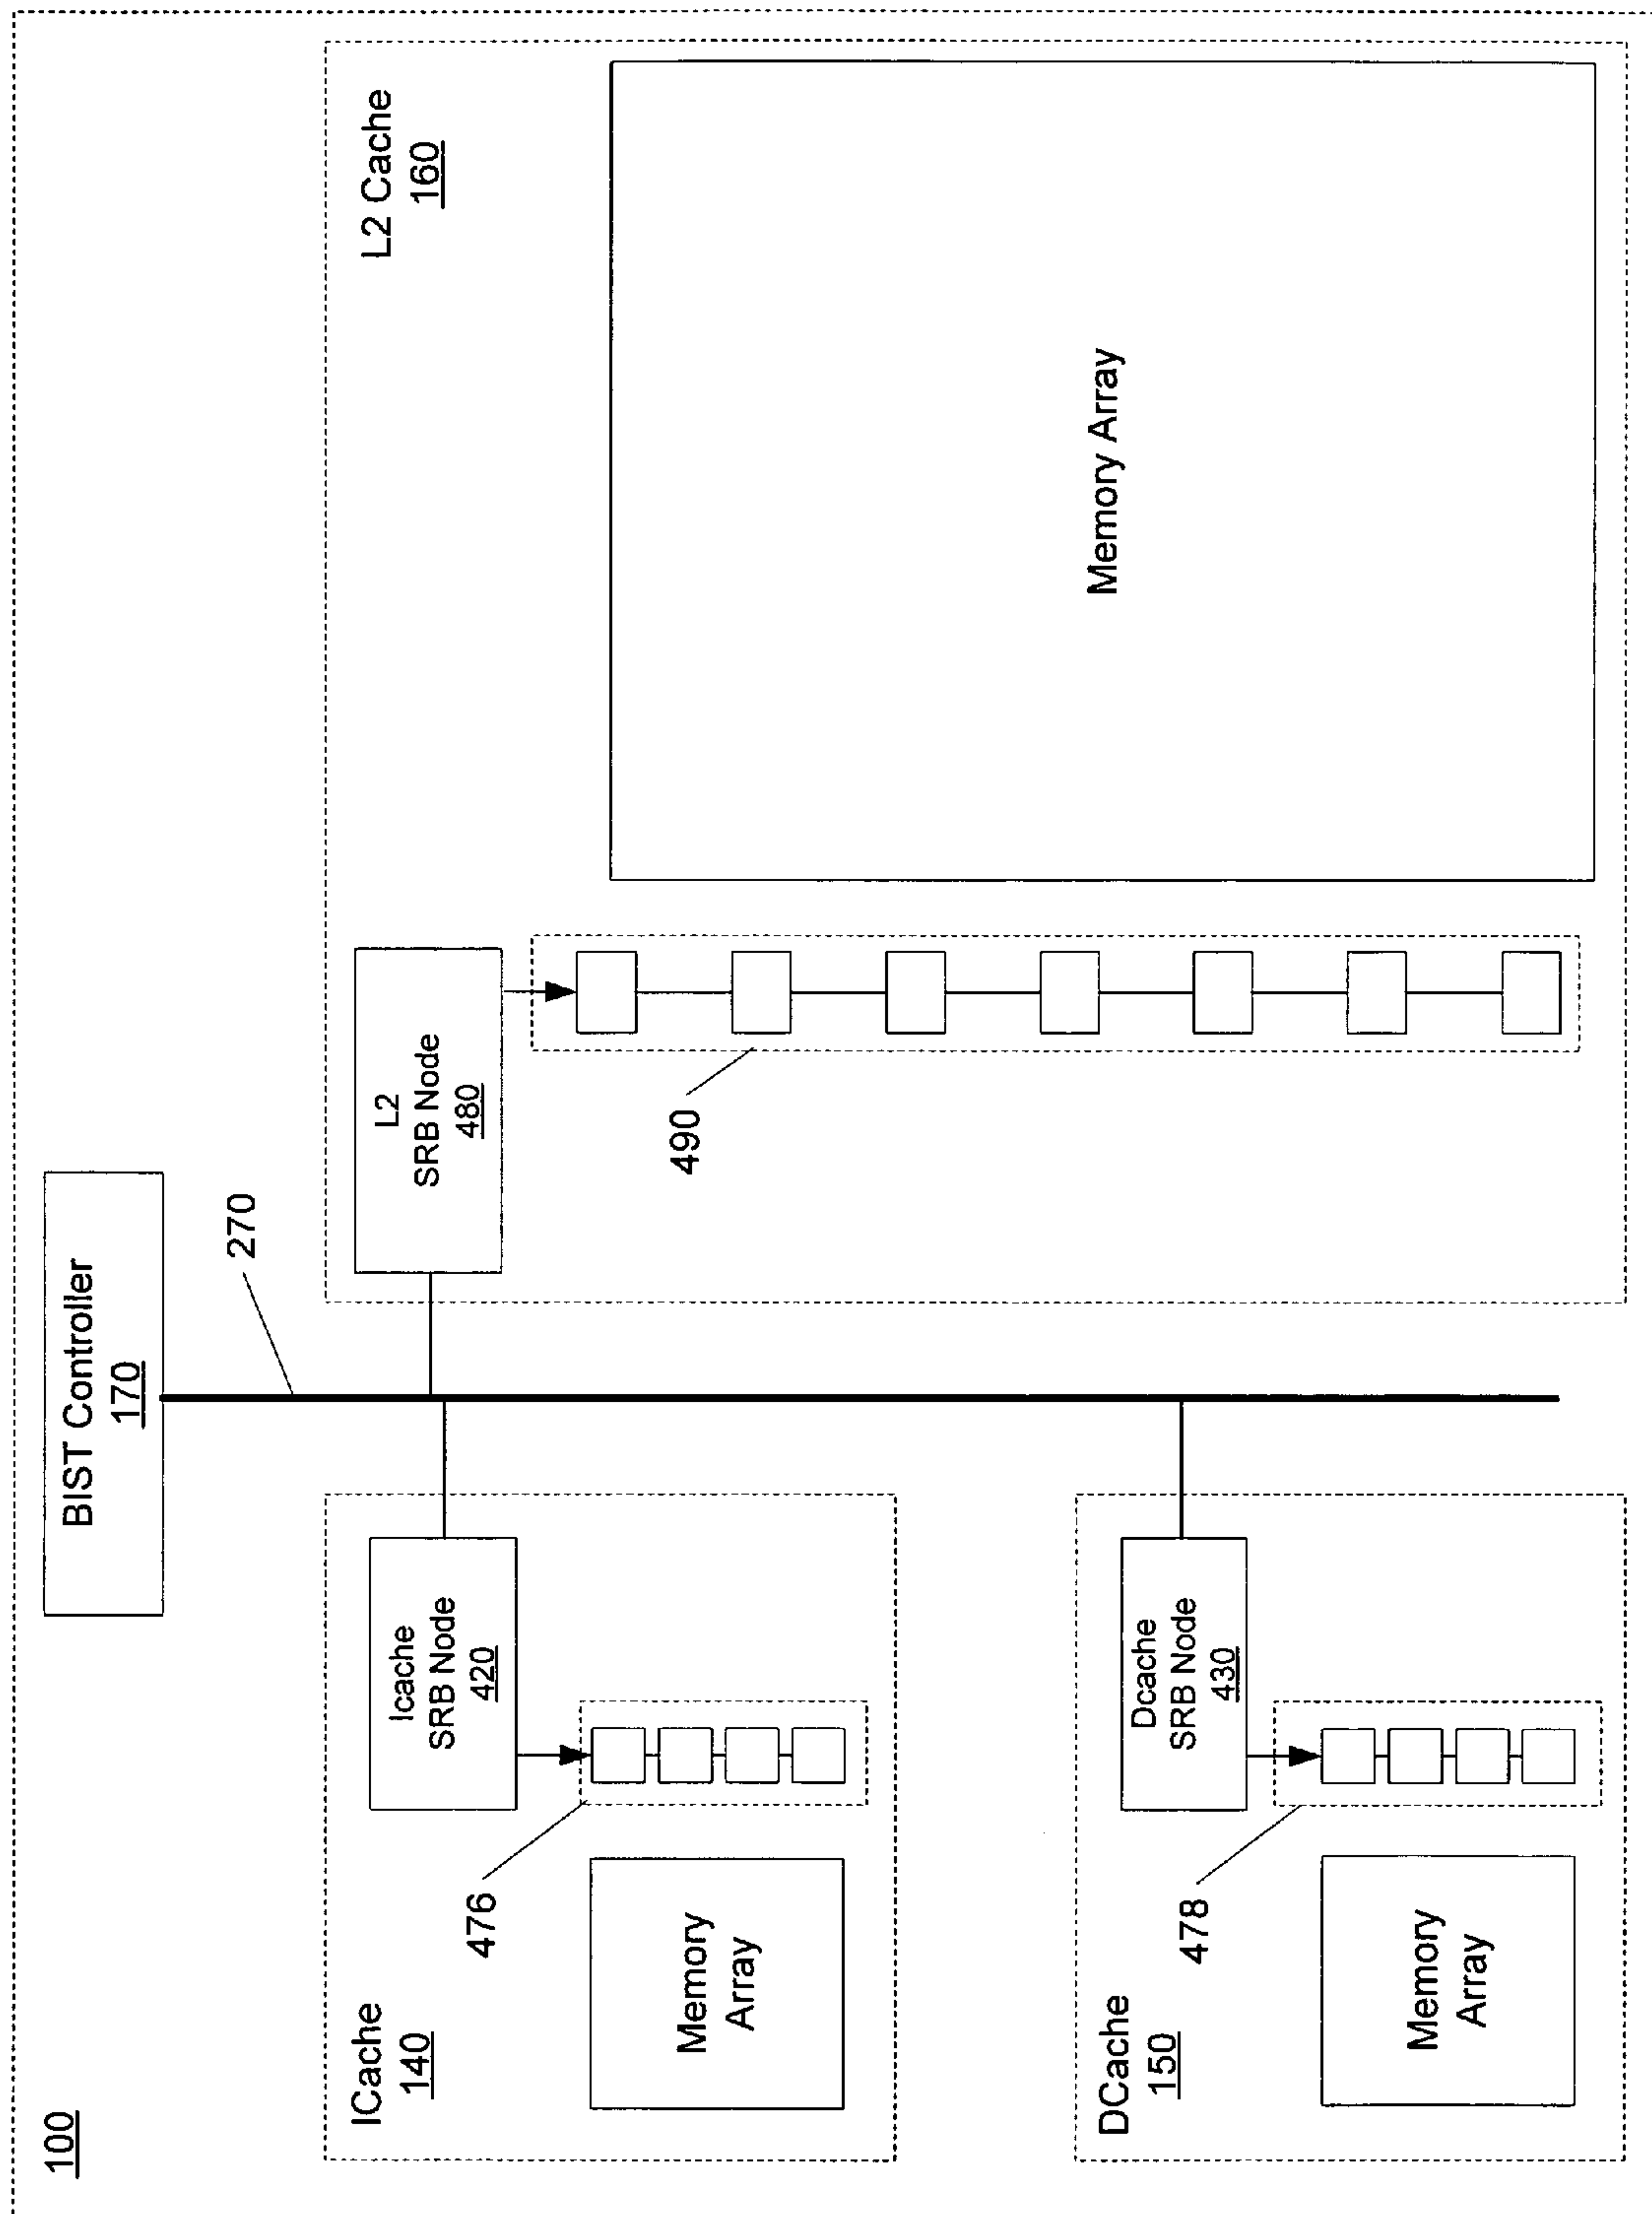 100
BIST Controller
170
270
ICache
140
Icache
SRB Node
420
476
Memory
Array
DCache
150
Dcache
SRB Node
430
478
Memory
Array
L2 Cache
160
L2
SRB Node
480
490
Memory Array